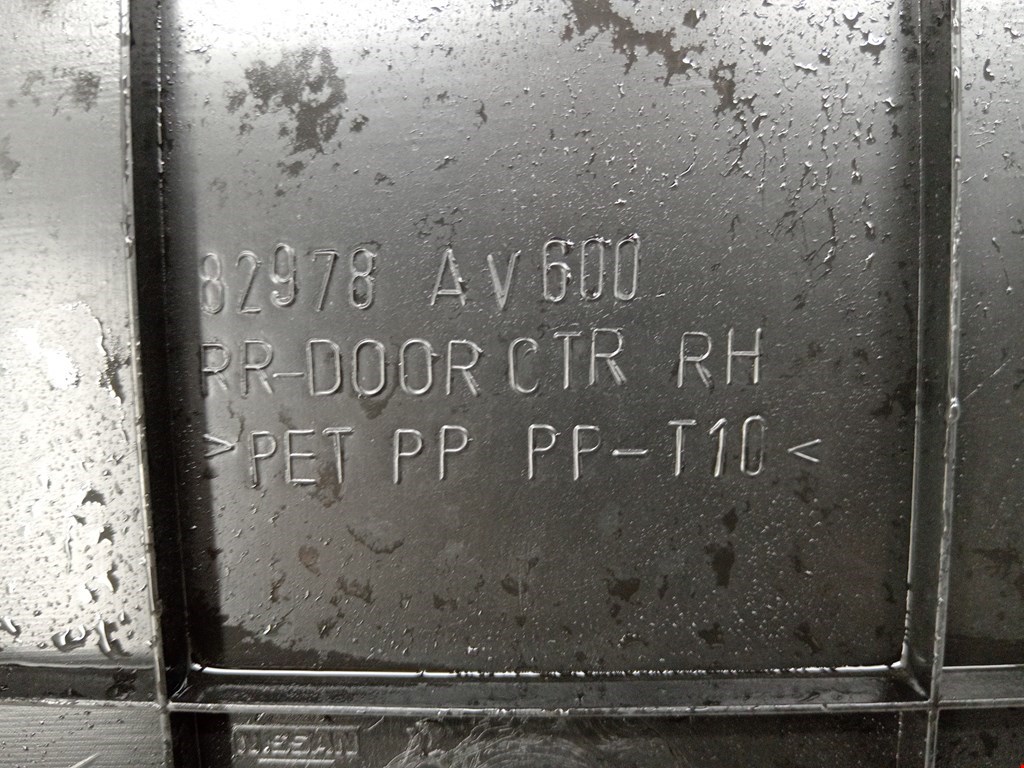 82978 AV600
RR-DOOR CTR RH
>PET PP PP-T10<
NISSAN